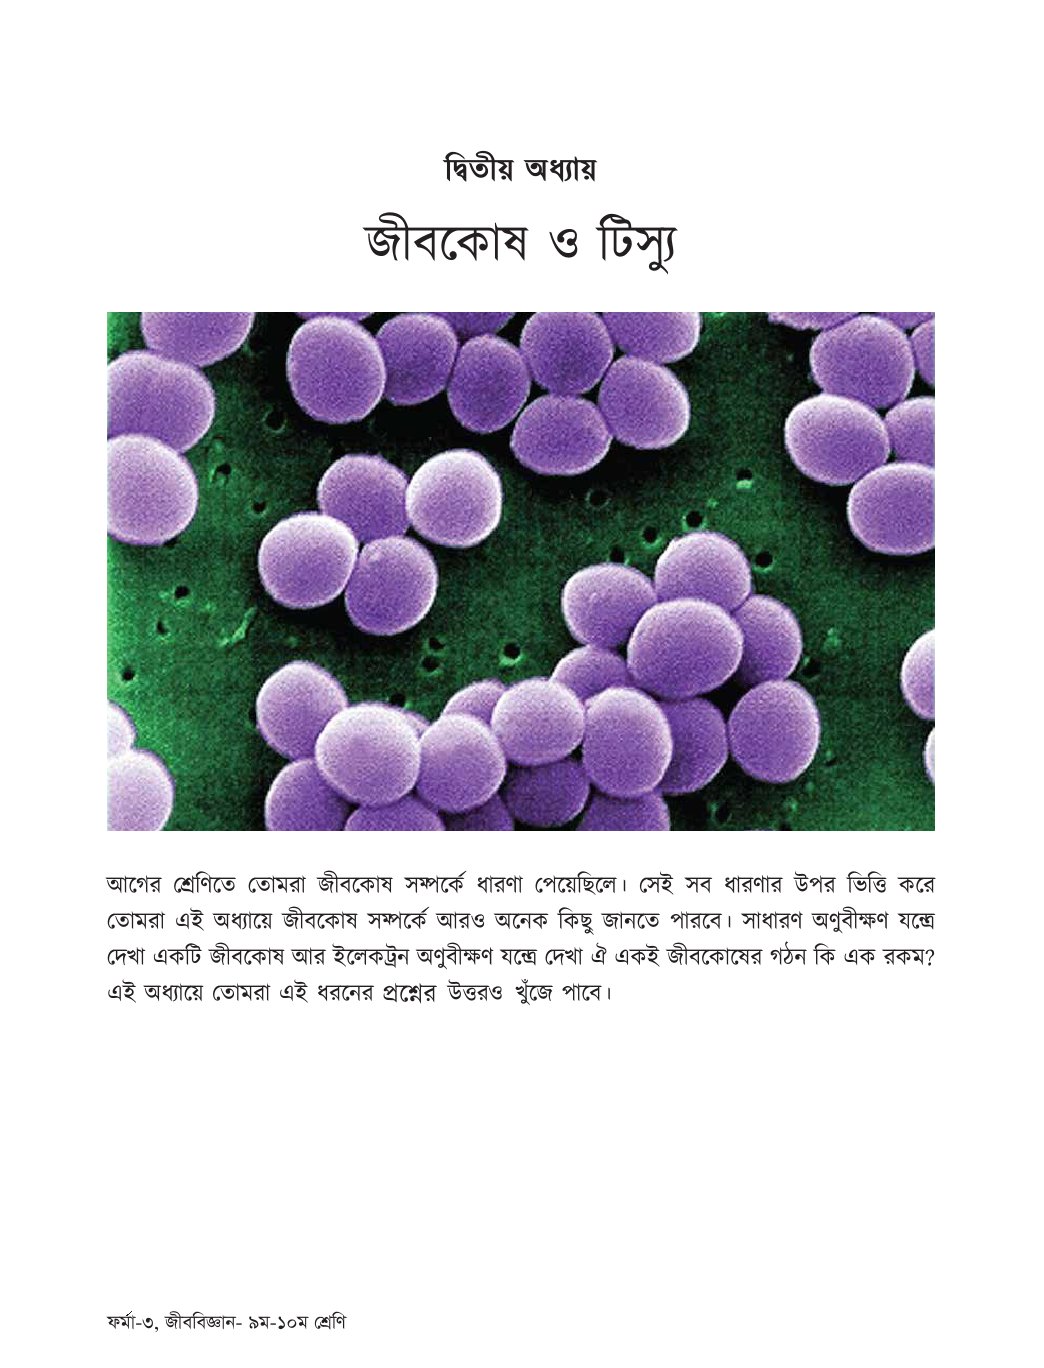 দ্বিতীয় অধ্যায়
জীবকোষ ও টিস্যু
আগের শ্রেণিতে তোমরা জীবকোষ সম্পর্কে ধারণা পেয়েছিলে। সেই সব ধারণার উপর ভিত্তি করে
তোমরা এই অধ্যায়ে জীবকোষ সম্পর্কে আরও অনেক কিছু জানতে পারবে। সাধারণ অণুবীক্ষণ যন্ত্রে
দেখা একটি জীবকোষ আর ইলেকট্রন অণুবীক্ষণ যন্ত্রে দেখা ঐ একই জীবকোষের গঠন কি এক রকম?
এই অধ্যায়ে তোমরা এই ধরনের প্রশ্নের উত্তরও খুঁজে পাবে।
ফর্মা-৩, জীববিজ্ঞান- ৯ম-১০ম শ্রেণি